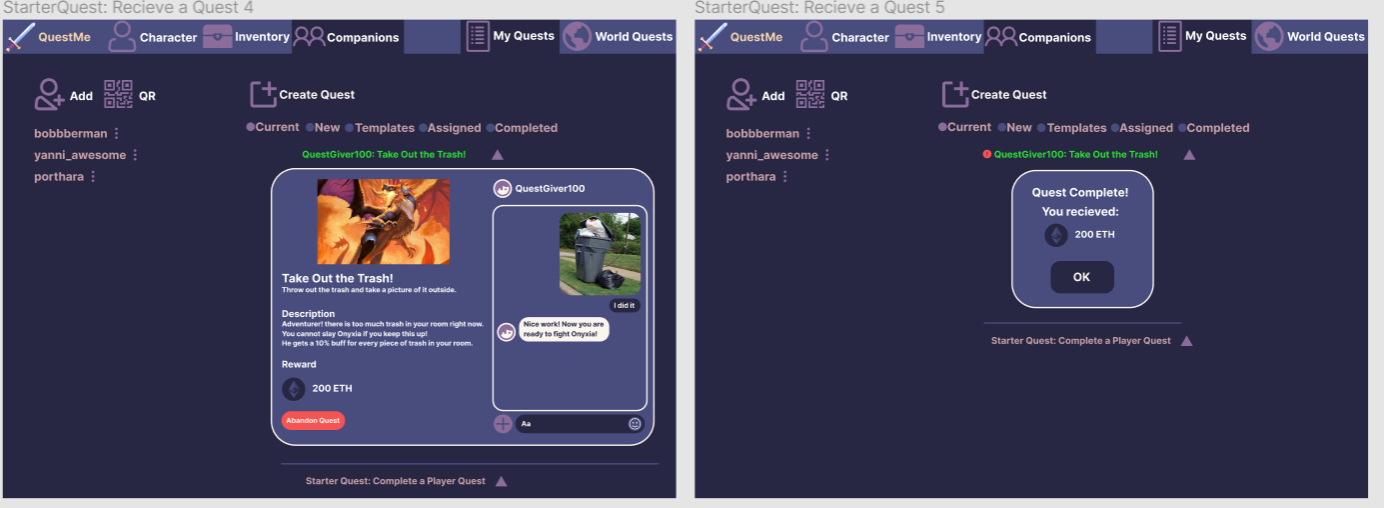 StarterQuest: Recieve a Quest 4
QuestMe Character Inventory Companions My Quests World Quests
Add QR Create Quest
Current New Templates Assigned Completed
bobbberman
yanni_awesome
porthara
QuestGiver100: Take Out the Trash!
QuestGiver100
Take Out the Trash!
Throw out the trash and take a picture of it outside.
Description
Adventurer! there is too much trash in your room right now.
You cannot slay Onyxia if you keep this up!
He gets a 10% buff for every piece of trash in your room.
Reward
200 ETH
Abandon Quest
I did it
Nice work! Now you are
ready to fight Onyxia!
Aa
Starter Quest: Complete a Player Quest
StarterQuest: Recieve a Quest 5
QuestMe Character Inventory Companions My Quests World Quests
Add QR Create Quest
Current New Templates Assigned Completed
bobbberman
yanni_awesome
porthara
QuestGiver100: Take Out the Trash!
Quest Complete!
You recieved:
200 ETH
OK
Starter Quest: Complete a Player Quest